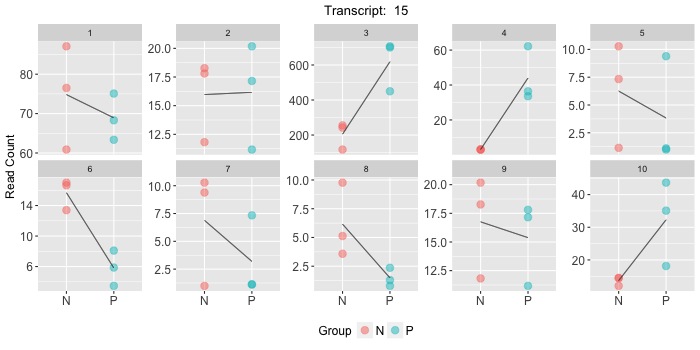 Transcript: 15
1 2 3 4 5
80 70 60
20.0 17.5 15.0 12.5
600 400 200
60 40 20
10.0 7.5 5.0 2.5
Read Count
6 7 8 9 10
14 10 6
10.0 7.5 5.0 2.5
10.0 7.5 5.0 2.5
20.0 17.5 15.0 12.5
40 30 20
N P N P N P N P N P
Group N P